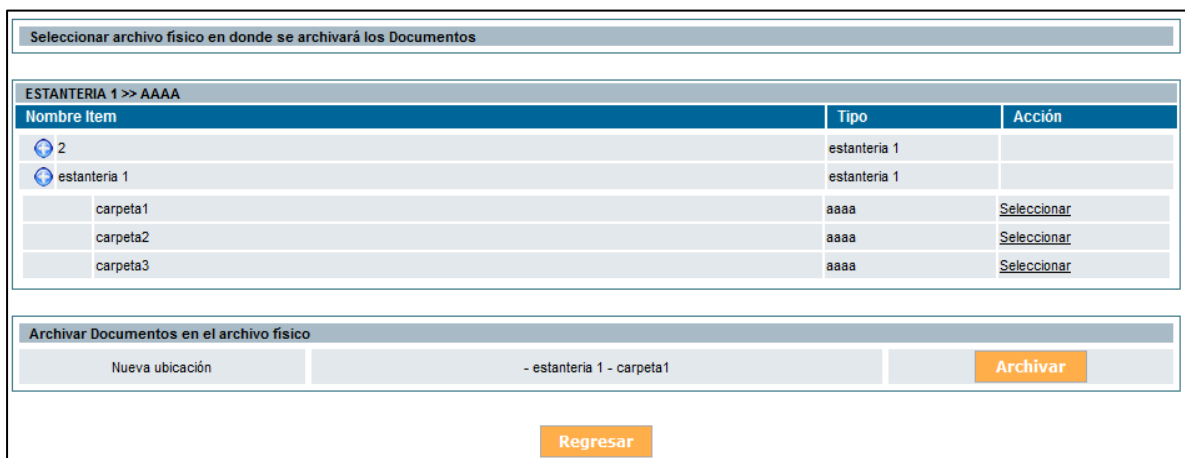 Seleccionar archivo físico en donde se archivará los Documentos
ESTANTERIA 1 >> AAAA
Nombre Item Tipo Acción
2 estanteria 1
estanteria 1 estanteria 1
carpeta1 aaaa Seleccionar
carpeta2 aaaa Seleccionar
carpeta3 aaaa Seleccionar
Archivar Documentos en el archivo físico
Nueva ubicación - estanteria 1 - carpeta1 Archivar
Regresar